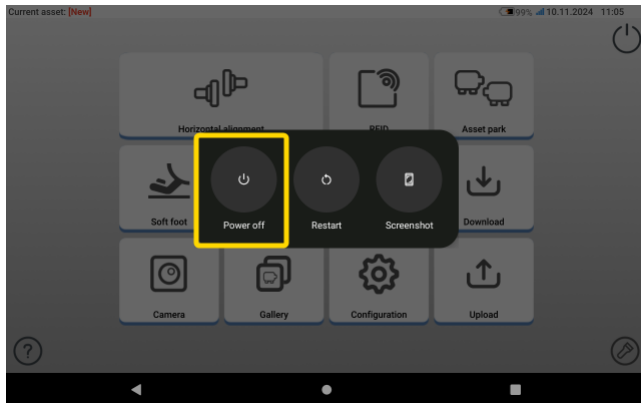 Current asset: [New]
99% 10.11.2024 11:05
Horizontal alignment
RFID
Asset park
Soft foot
Power off
Restart
Screenshot
Download
Camera
Gallery
Configuration
Upload
?